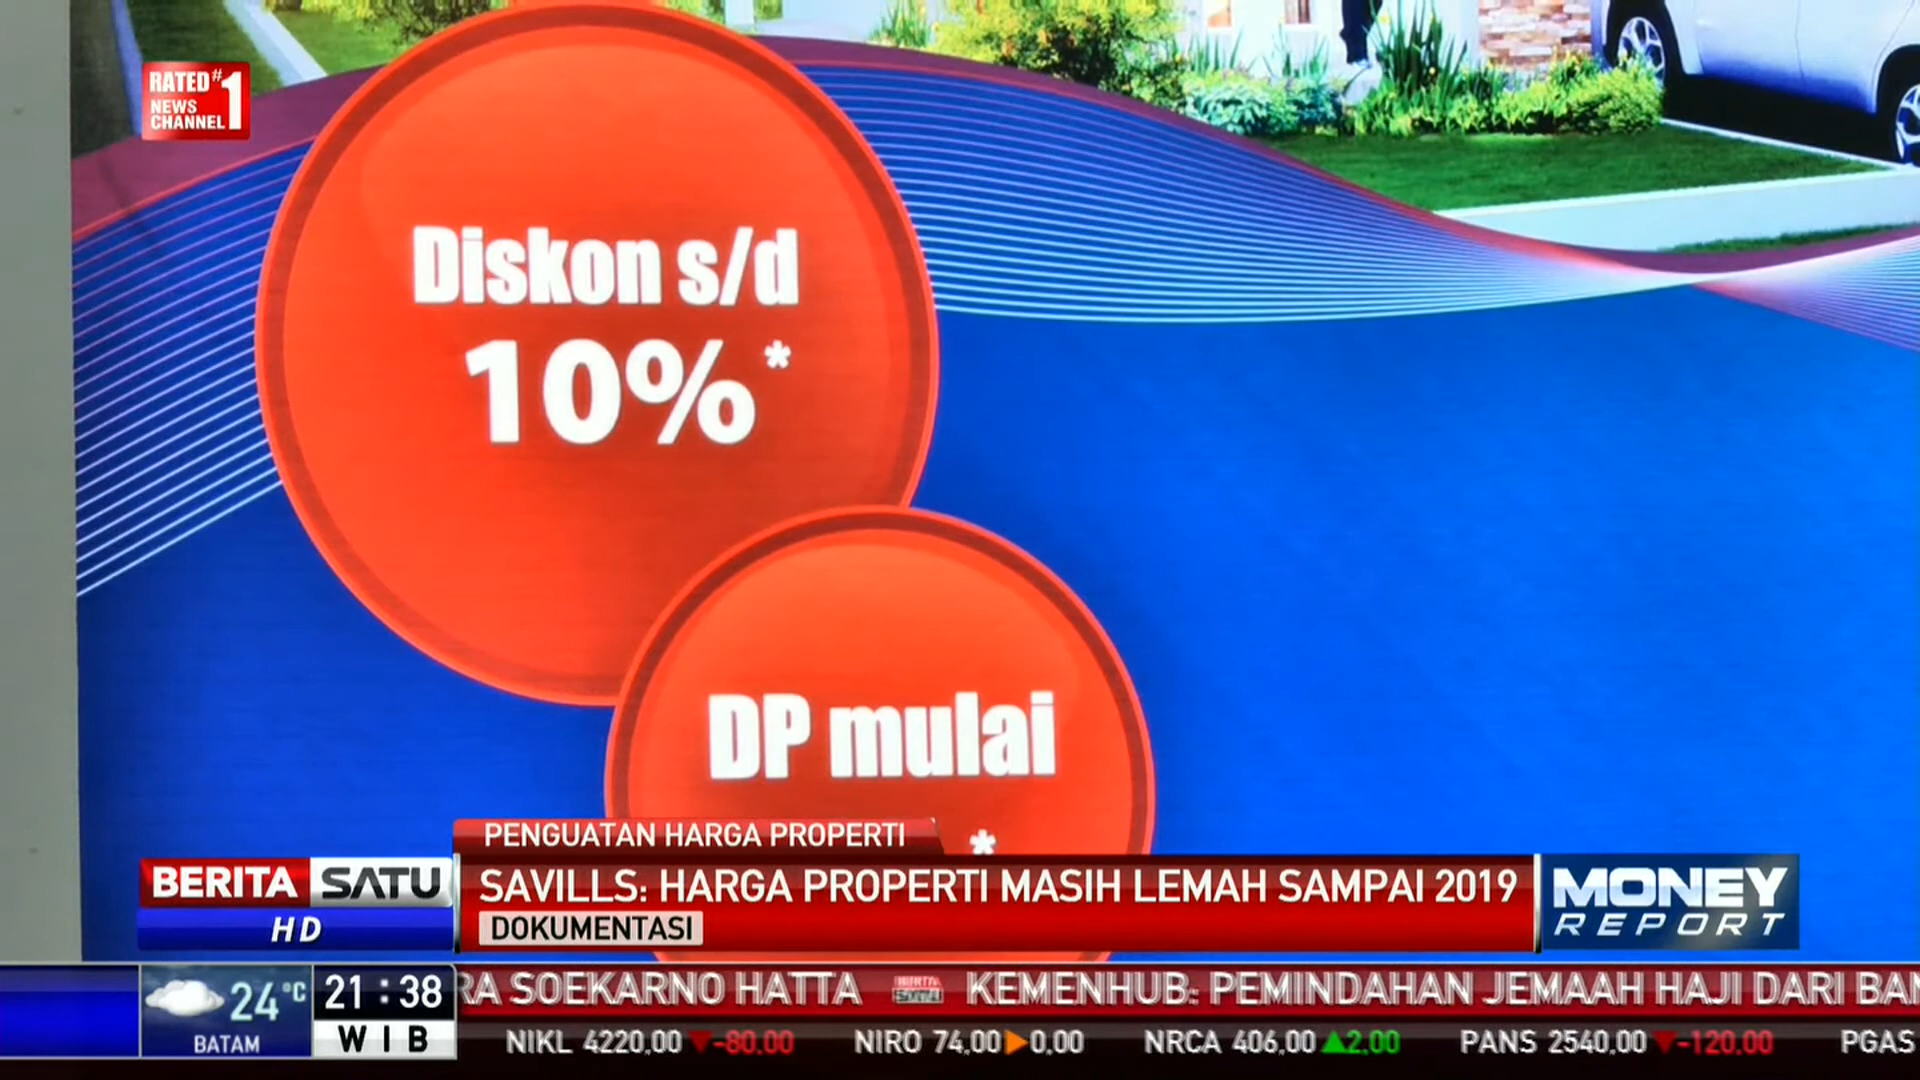 RATED #1
NEWS
CHANNEL
Diskon s/d
10%*
DP mulai
*
PENGUATAN HARGA PROPERTI
BERITA SATU
HD
SAVILLS: HARGA PROPERTI MASIH LEMAH SAMPAI 2019
DOKUMENTASI
MONEY
REPORT
24°C
BATAM
21:38
WIB
RA SOEKARNO HATTA BERITA SATU KEMENHUB: PEMINDAHAN JEMAAH HAJI DARI BAN
NIKL 4220,00 ▼-80.00 NIRO 74,00 ▶0,00 NRCA 406,00 ▲2,00 PANS 2540,00 ▼-120,00 PGAS